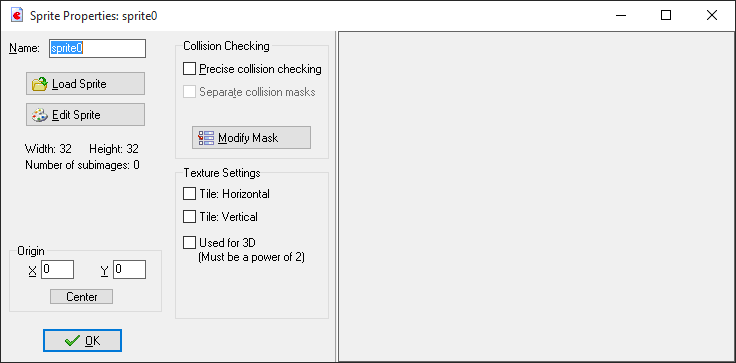 Sprite Properties: sprite0
Name: sprite0
Load Sprite
Edit Sprite
Width: 32 Height: 32
Number of subimages: 0
Origin
X 0 Y 0
Center
OK
Collision Checking
Precise collision checking
Separate collision masks
Modify Mask
Texture Settings
Tile: Horizontal
Tile: Vertical
Used for 3D
(Must be a power of 2)